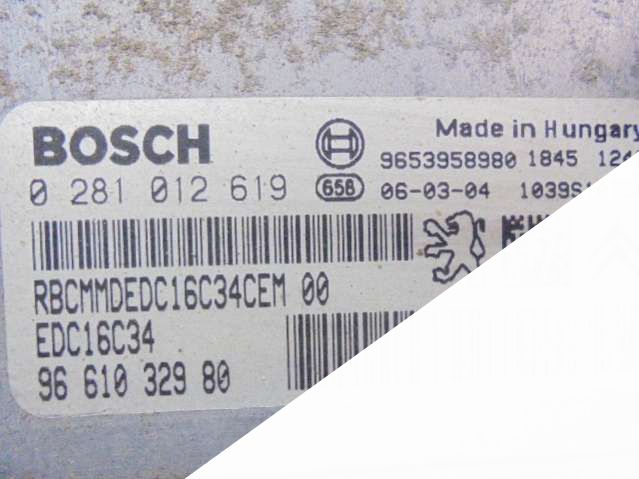 BOSCH
Made in Hungary
9653958980 1845
0 281 012 619
656 06-03-04
RBCMMDEDC16C34CEM 00
EDC16C34
96 610 329 80